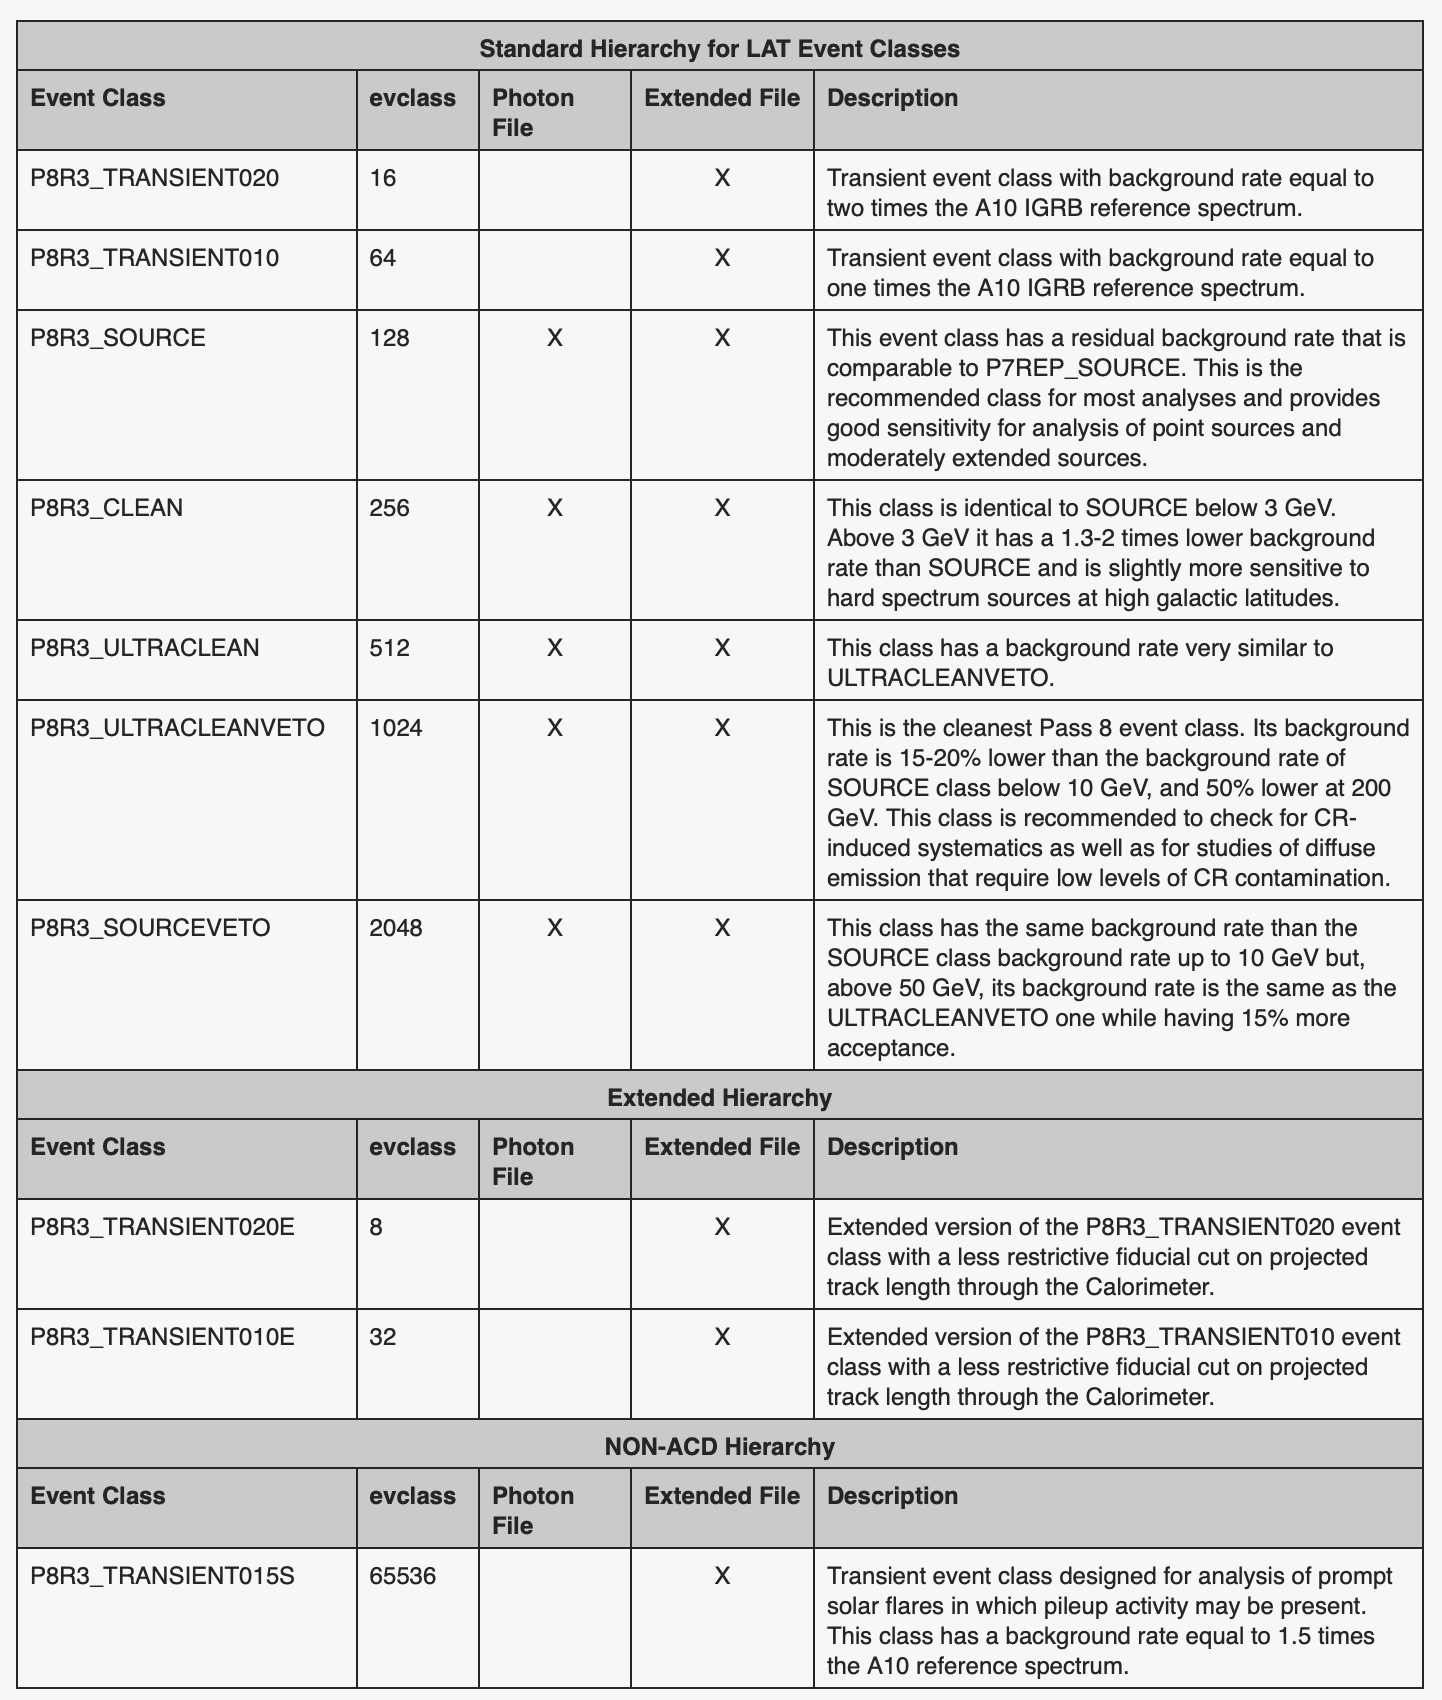 Standard Hierarchy for LAT Event Classes
Event Class evclass Photon File Extended File Description
P8R3_TRANSIENT020 16 X Transient event class with background rate equal to
two times the A10 IGRB reference spectrum.
P8R3_TRANSIENT010 64 X Transient event class with background rate equal to
one times the A10 IGRB reference spectrum.
P8R3_SOURCE 128 X X This event class has a residual background rate that is
comparable to P7REP_SOURCE. This is the
recommended class for most analyses and provides
good sensitivity for analysis of point sources and
moderately extended sources.
P8R3_CLEAN 256 X X This class is identical to SOURCE below 3 GeV.
Above 3 GeV it has a 1.3-2 times lower background
rate than SOURCE and is slightly more sensitive to
hard spectrum sources at high galactic latitudes.
P8R3_ULTRACLEAN 512 X X This class has a background rate very similar to
ULTRACLEANVETO.
P8R3_ULTRACLEANVETO 1024 X X This is the cleanest Pass 8 event class. Its background
rate is 15-20% lower than the background rate of
SOURCE class below 10 GeV, and 50% lower at 200
GeV. This class is recommended to check for CR-
induced systematics as well as for studies of diffuse
emission that require low levels of CR contamination.
P8R3_SOURCEVETO 2048 X X This class has the same background rate than the
SOURCE class background rate up to 10 GeV but,
above 50 GeV, its background rate is the same as the
ULTRACLEANVETO one while having 15% more
acceptance.
Extended Hierarchy
Event Class evclass Photon File Extended File Description
P8R3_TRANSIENT020E 8 X Extended version of the P8R3_TRANSIENT020 event
class with a less restrictive fiducial cut on projected
track length through the Calorimeter.
P8R3_TRANSIENT010E 32 X Extended version of the P8R3_TRANSIENT010 event
class with a less restrictive fiducial cut on projected
track length through the Calorimeter.
NON-ACD Hierarchy
Event Class evclass Photon File Extended File Description
P8R3_TRANSIENT015S 65536 X Transient event class designed for analysis of prompt
solar flares in which pileup activity may be present.
This class has a background rate equal to 1.5 times
the A10 reference spectrum.